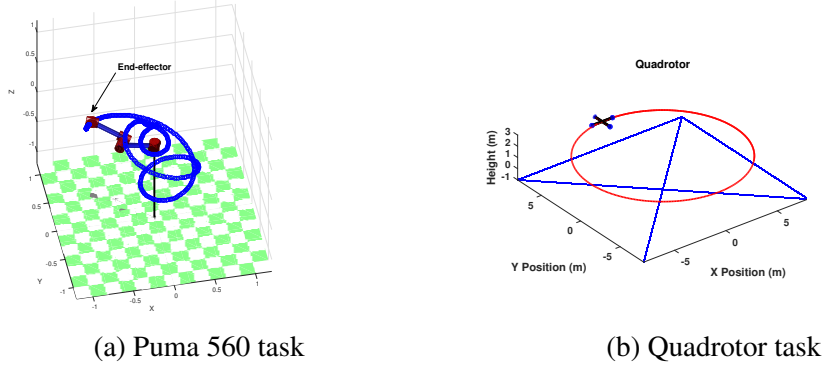 1
0.5
0
-0.5
-1
Z
End-effector
1
0.5
0
-0.5
-1
Y
-1
-0.5
0
0.5
1
X
Quadrotor
Height (m)
3
2
1
0
-1
5
0
-5
Y Position (m)
-5
0
5
X Position (m)
(a) Puma 560 task
(b) Quadrotor task